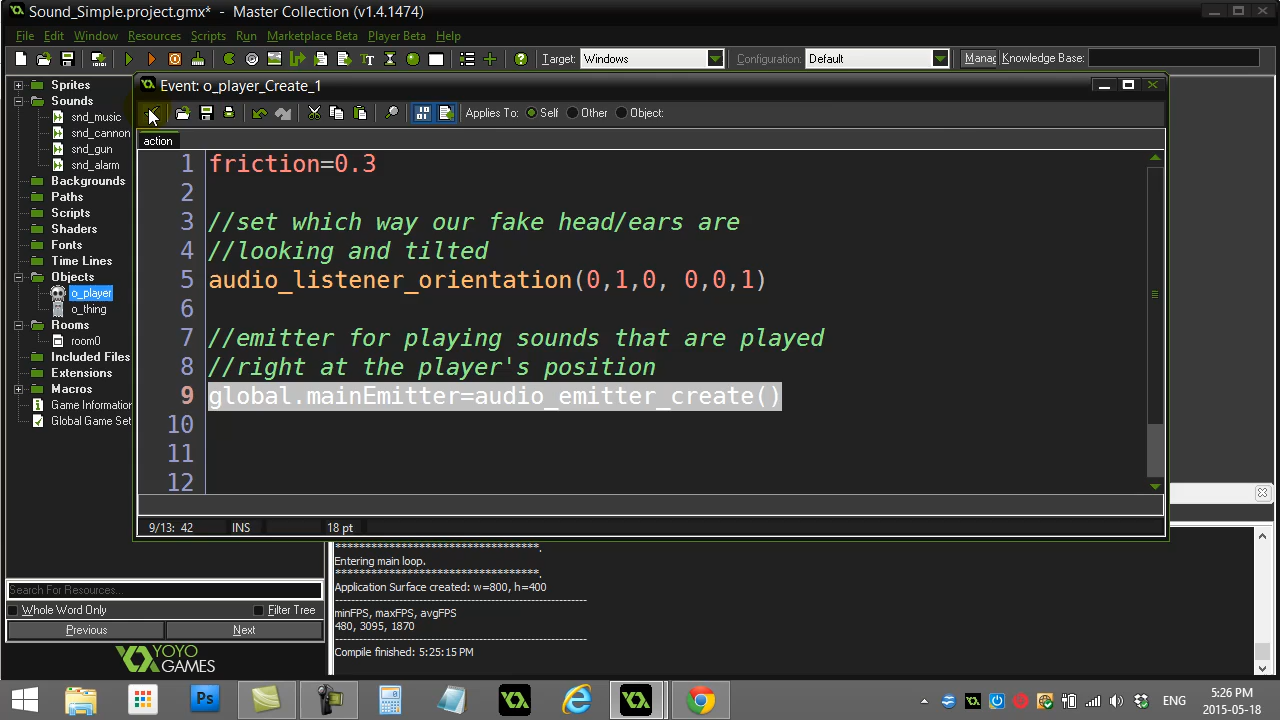 Sound_Simple.project.gmx* - Master Collection (v1.4.1474)
File Edit Window Resources Scripts Run Marketplace Beta Player Beta Help
Target: Windows Configuration: Default Manag Knowledge Base:
Sprites
Sounds
snd_music
snd_cannon
snd_gun
snd_alarm
Backgrounds
Paths
Scripts
Shaders
Fonts
Time Lines
Objects
o_player
o_thing
Rooms
room0
Included Files
Extensions
Macros
Game Information
Global Game Set
Event: o_player_Create_1
Applies To: Self Other Object:
action
1 friction=0.3
2
3 //set which way our fake head/ears are
4 //looking and tilted
5 audio_listener_orientation(0,1,0, 0,0,1)
6
7 //emitter for playing sounds that are played
8 //right at the player's position
9 global.mainEmitter=audio_emitter_create()
10
11
12
9/13: 42 INS 18 pt
Search For Resources...
Whole Word Only Filter Tree
Previous Next
YOYO
GAMES
**********************************.
Entering main loop.
**********************************.
Application Surface created: w=800, h=400
--------------------------------------------------------------
minFPS, maxFPS, avgFPS
480, 3095, 1870
--------------------------------------------------------------
Compile finished: 5:25:15 PM
Ps
ENG
5:26 PM
2015-05-18